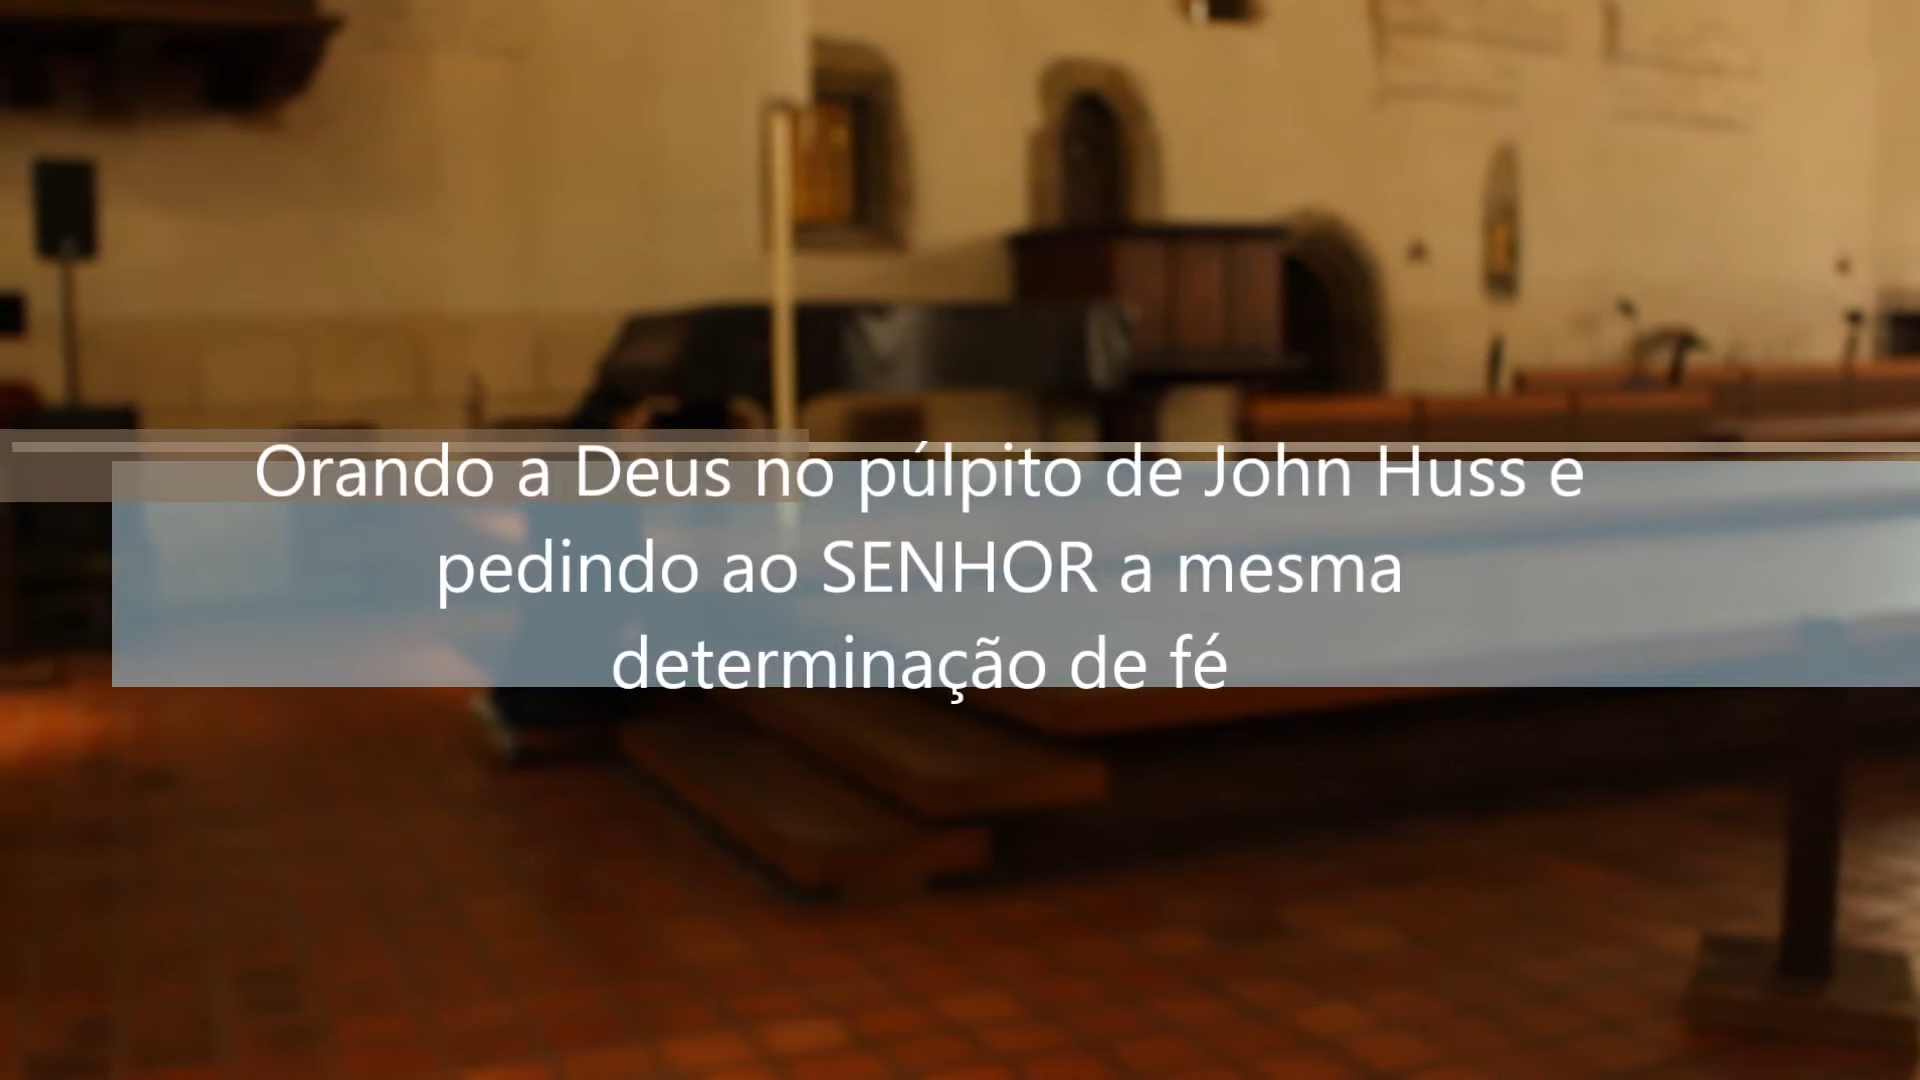 Orando a Deus no púlpito de John Huss e
pedindo ao SENHOR a mesma
determinação de fé